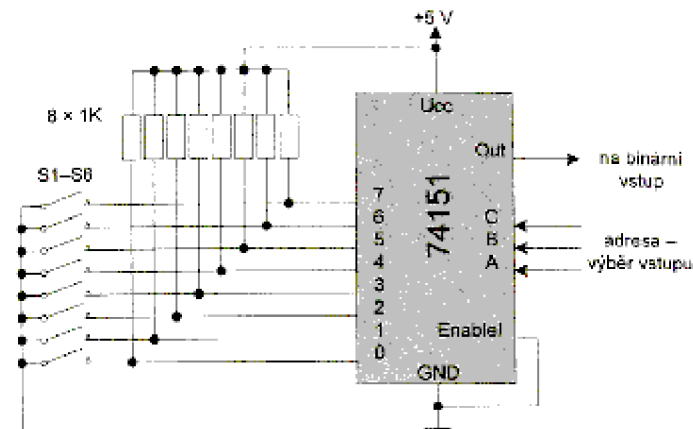 +5 V
8 × 1K
S1–S8
Ucc
Out
74151
7
6
5
4
3
2
1
0
C
B
A
Enable!
GND
na binární
vstup
adresa –
výběr vstupu